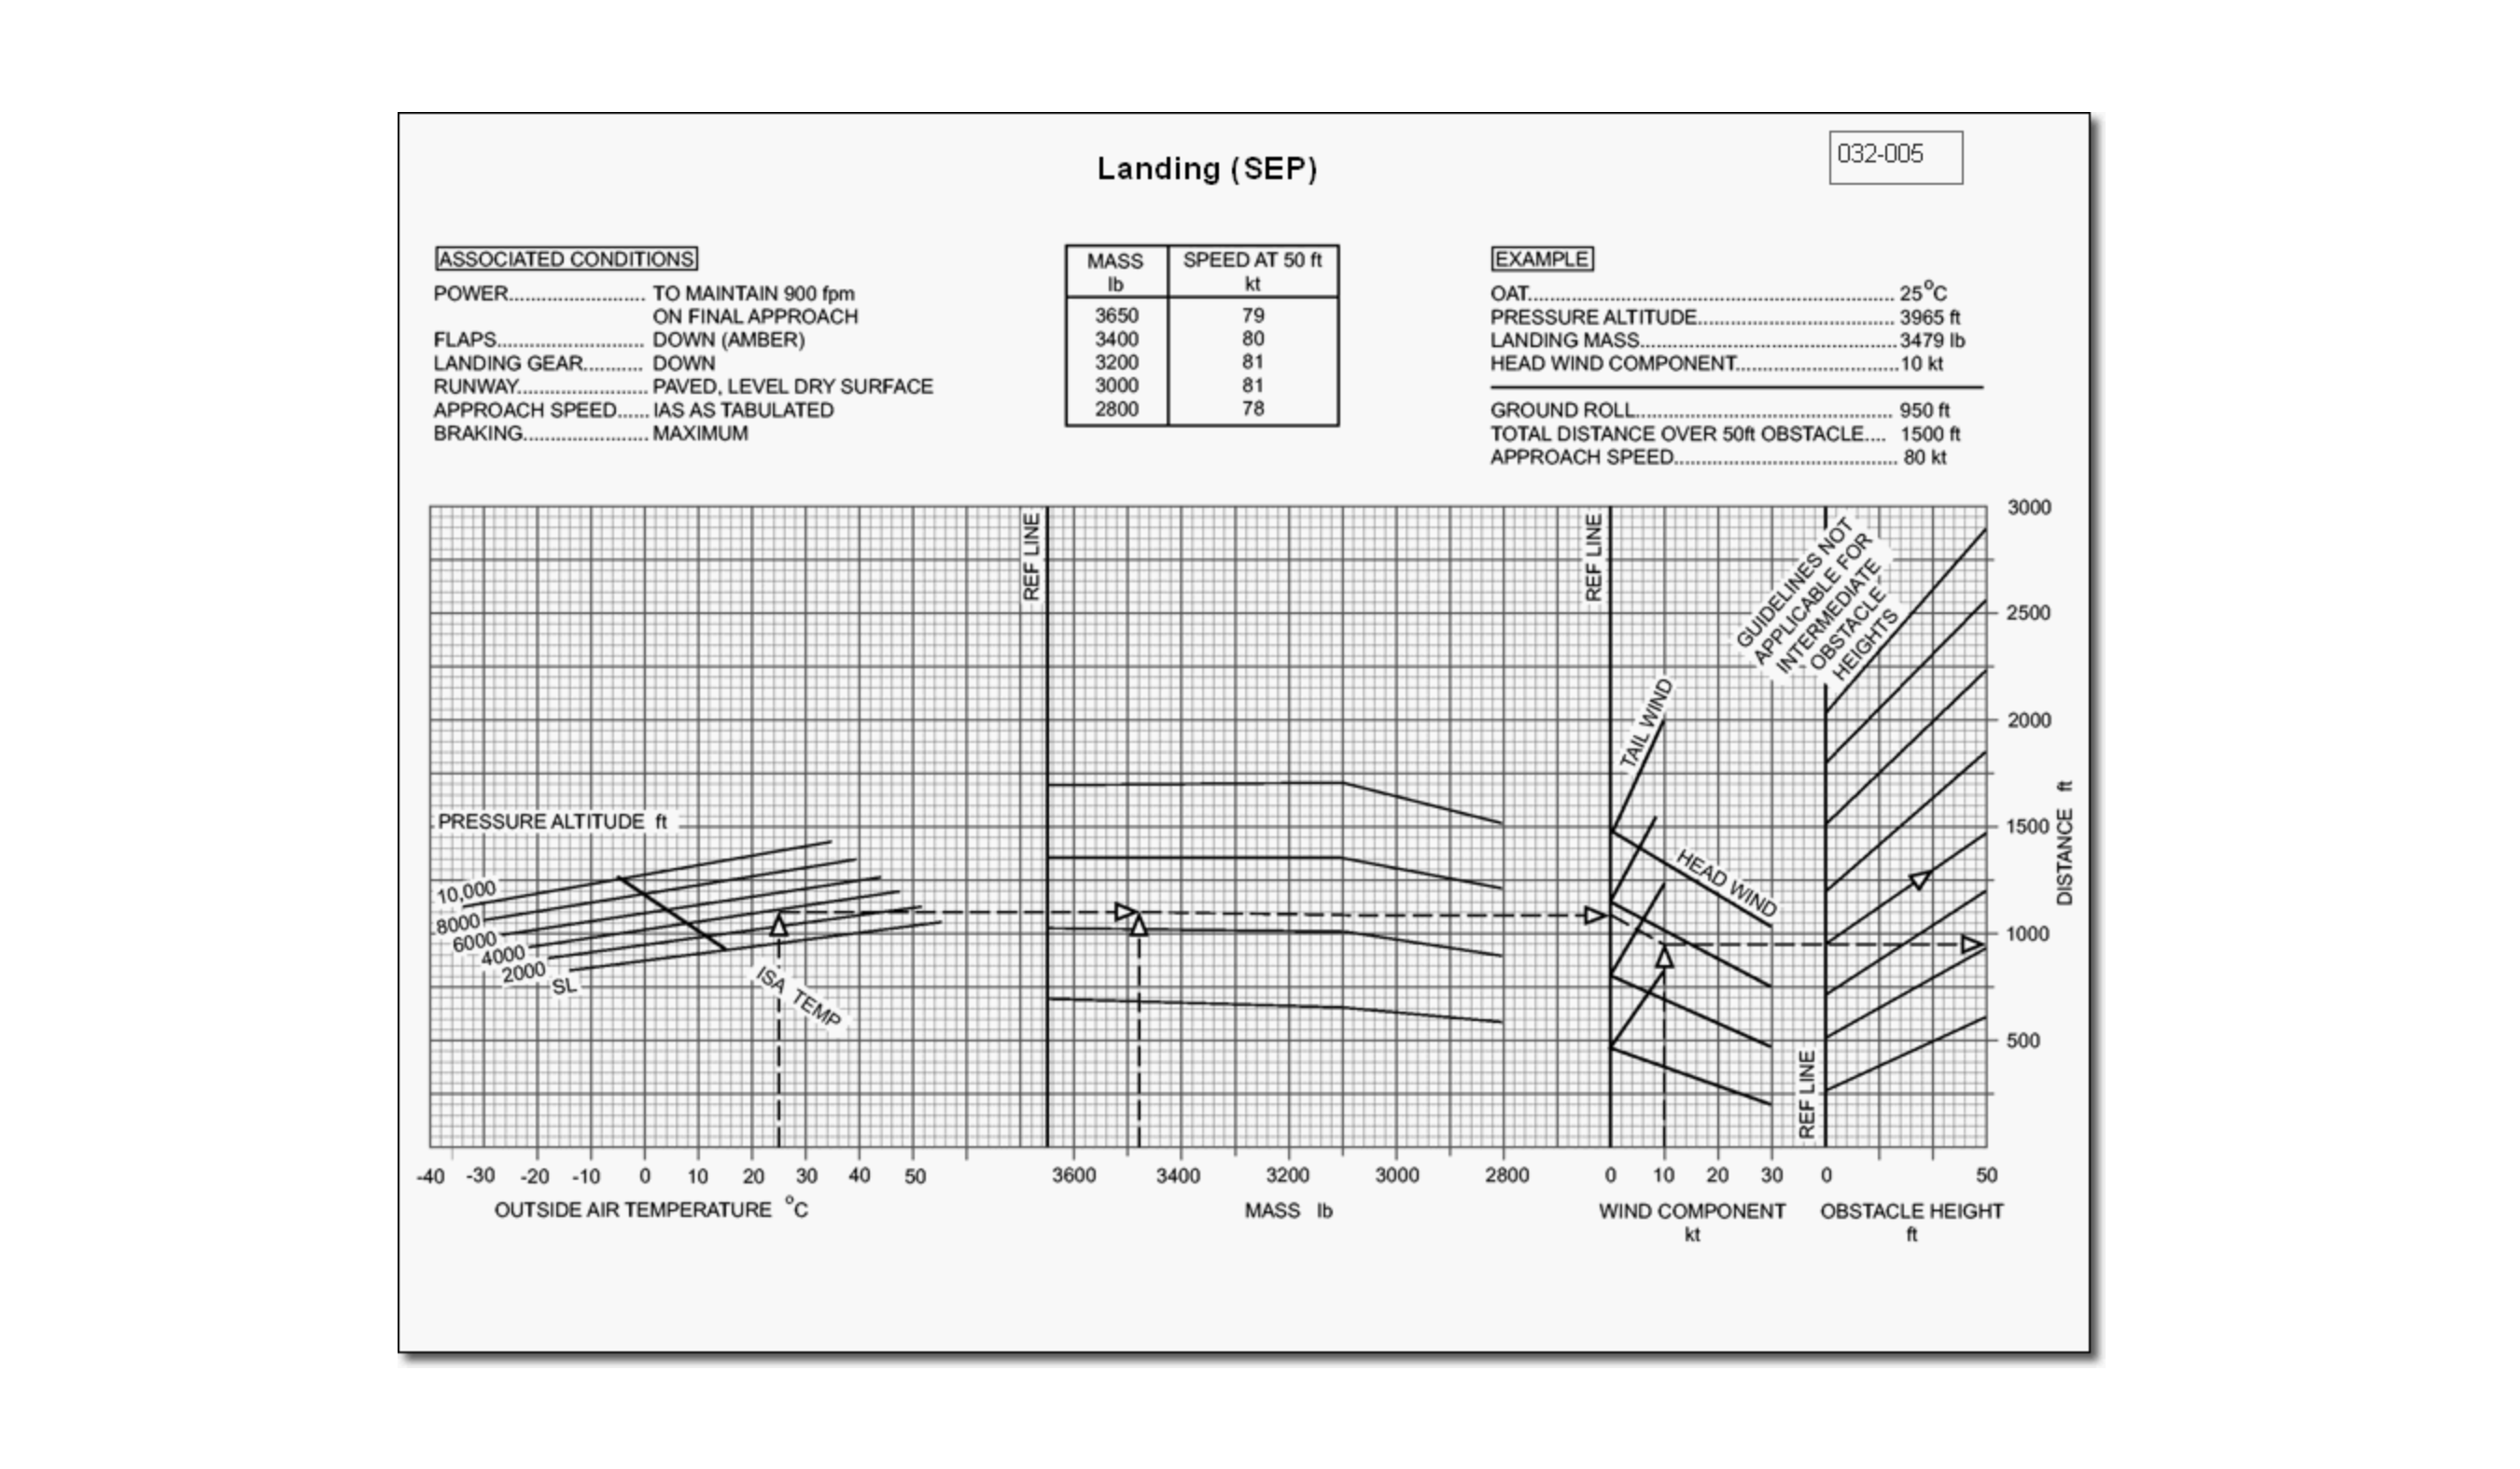 032-005
Landing (SEP)
ASSOCIATED CONDITIONS
POWER......................... TO MAINTAIN 900 fpm
ON FINAL APPROACH
FLAPS........................... DOWN (AMBER)
LANDING GEAR........... DOWN
RUNWAY........................ PAVED, LEVEL DRY SURFACE
APPROACH SPEED...... IAS AS TABULATED
BRAKING....................... MAXIMUM
MASS lb SPEED AT 50 ft kt
3650 79
3400 80
3200 81
3000 81
2800 78
EXAMPLE
OAT.................................................................... 25°C
PRESSURE ALTITUDE.................................... 3965 ft
LANDING MASS............................................... 3479 lb
HEAD WIND COMPONENT.............................. 10 kt
GROUND ROLL............................................... 950 ft
TOTAL DISTANCE OVER 50ft OBSTACLE.... 1500 ft
APPROACH SPEED......................................... 80 kt
REF LINE
REF LINE
GUIDELINES NOT
APPLICABLE FOR
INTERMEDIATE
OBSTACLE
HEIGHTS
TAIL WIND
HEAD WIND
REF LINE
PRESSURE ALTITUDE ft
10,000
8000
6000
4000
2000
SL
ISA TEMP
3000
2500
2000
1500
1000
500
DISTANCE ft
-40 -30 -20 -10 0 10 20 30 40 50 3600 3400 3200 3000 2800 0 10 20 30 0 50
OUTSIDE AIR TEMPERATURE °C
MASS lb
WIND COMPONENT
kt
OBSTACLE HEIGHT
ft